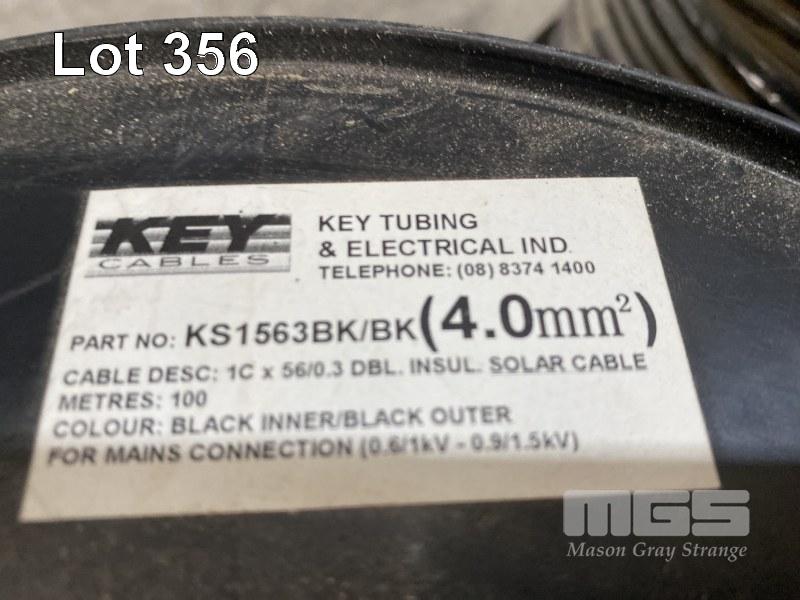 Lot 356
KEY
CABLES
KEY TUBING
& ELECTRICAL IND.
TELEPHONE: (08) 8374 1400
PART NO: KS1563BK/BK (4.0mm²)
CABLE DESC: 1C x 56/0.3 DBL. INSUL. SOLAR CABLE
METRES: 100
COLOUR: BLACK INNER/BLACK OUTER
FOR MAINS CONNECTION (0.6/1kV - 0.9/1.5kV)
MGS
Mason Gray Strange